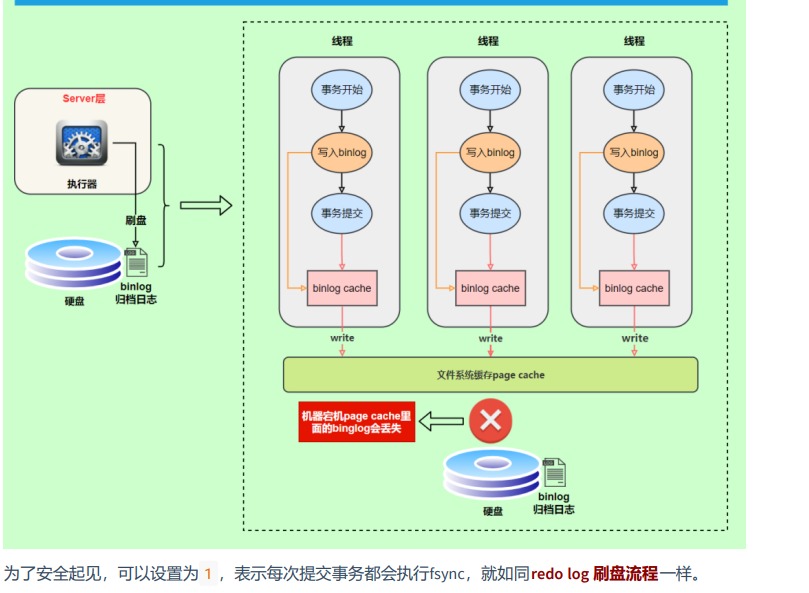 线程
线程
线程
Server层
执行器
刷盘
硬盘
binlog
归档日志
事务开始
写入binlog
事务提交
binlog cache
write
事务开始
写入binlog
事务提交
binlog cache
write
事务开始
写入binlog
事务提交
binlog cache
write
文件系统缓存page cache
机器宕机page cache里
面的binglog会丢失
硬盘
binlog
归档日志
为了安全起见，可以设置为 1 ，表示每次提交事务都会执行fsync，就如同redo log 刷盘流程一样。